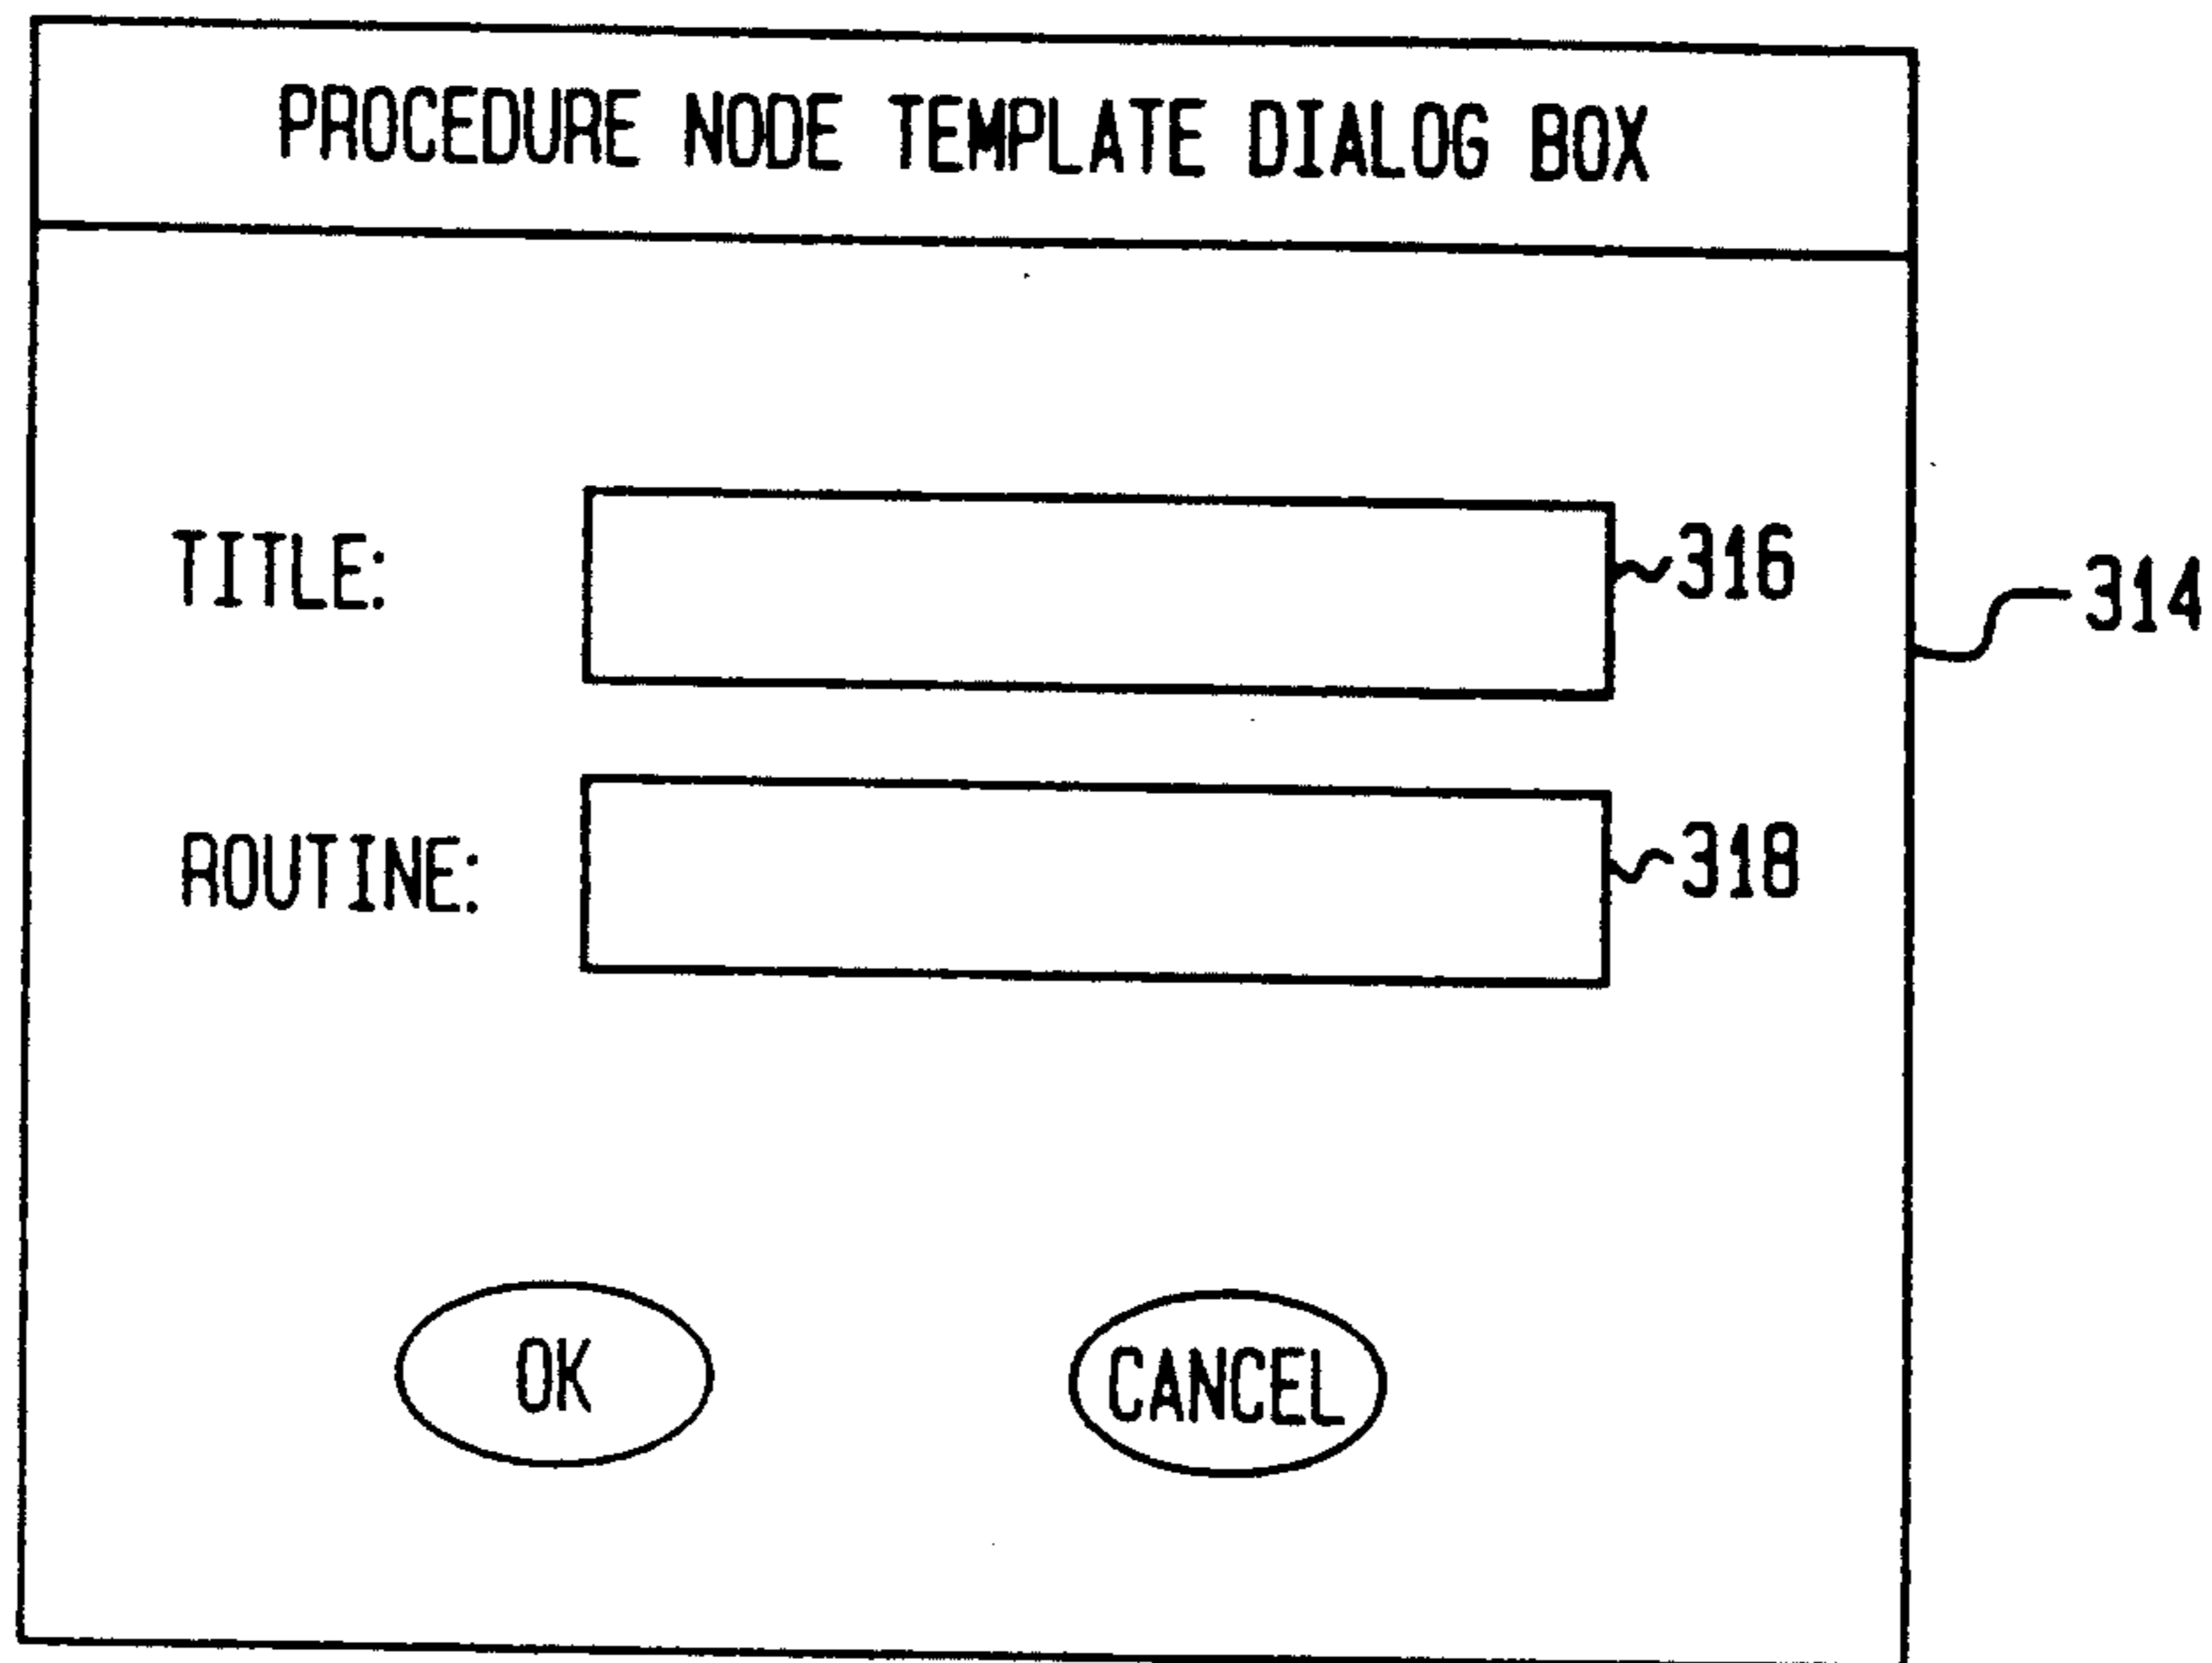 PROCEDURE NODE TEMPLATE DIALOG BOX
TITLE:
316
314
ROUTINE:
318
OK
CANCEL